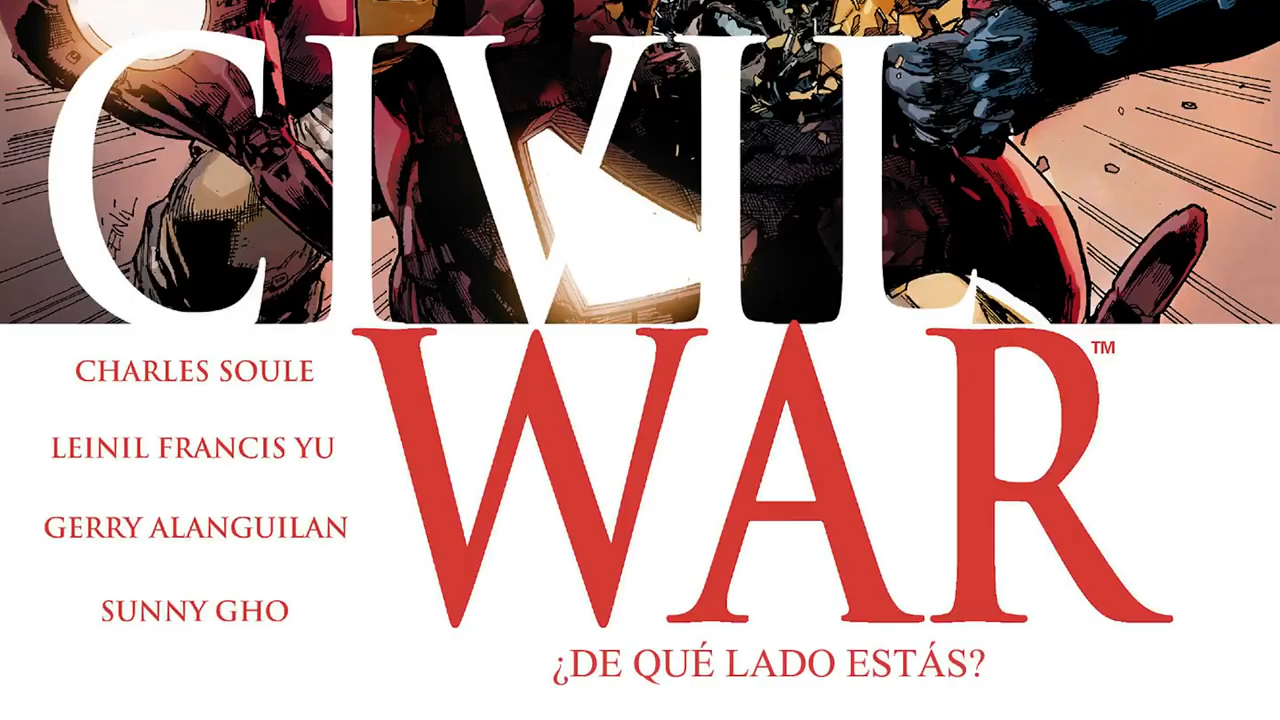 CIVIL
WAR™
CHARLES SOULE
LEINIL FRANCIS YU
GERRY ALANGUILAN
SUNNY GHO
¿DE QUÉ LADO ESTÁS?